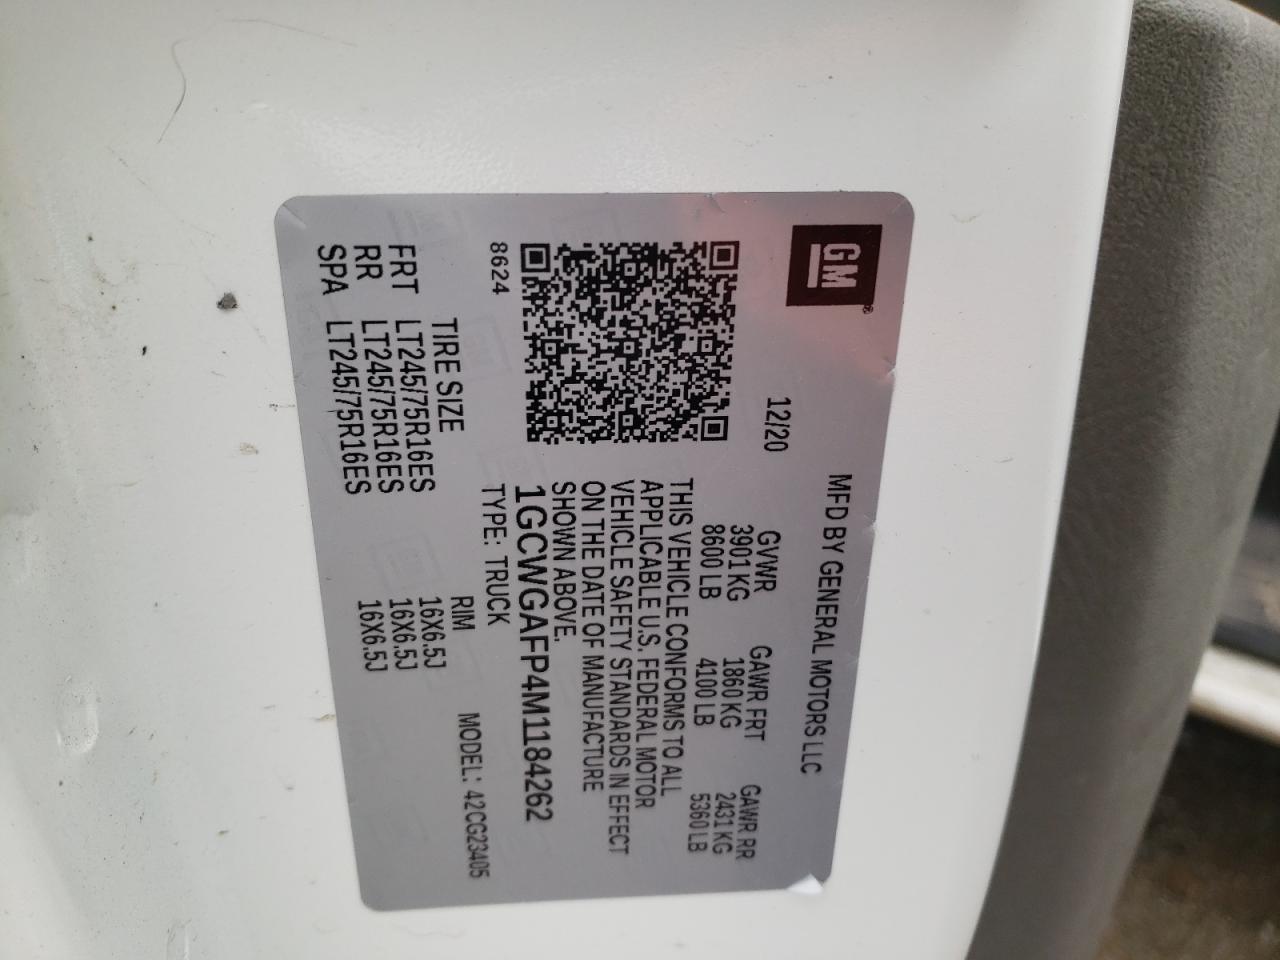 GM
MFD BY GENERAL MOTORS LLC
12/20
GVWR GAWR FRT GAWR RR
3901 KG 1860 KG 2431 KG
8600 LB 4100 LB 5360 LB
THIS VEHICLE CONFORMS TO ALL
APPLICABLE U.S. FEDERAL MOTOR
VEHICLE SAFETY STANDARDS IN EFFECT
ON THE DATE OF MANUFACTURE
SHOWN ABOVE.
1GCWGAFP4M1184262
8624
TYPE: TRUCK
MODEL: 42CG23405
TIRE SIZE RIM
FRT LT245/75R16ES 16X6.5J
RR LT245/75R16ES 16X6.5J
SPA LT245/75R16ES 16X6.5J